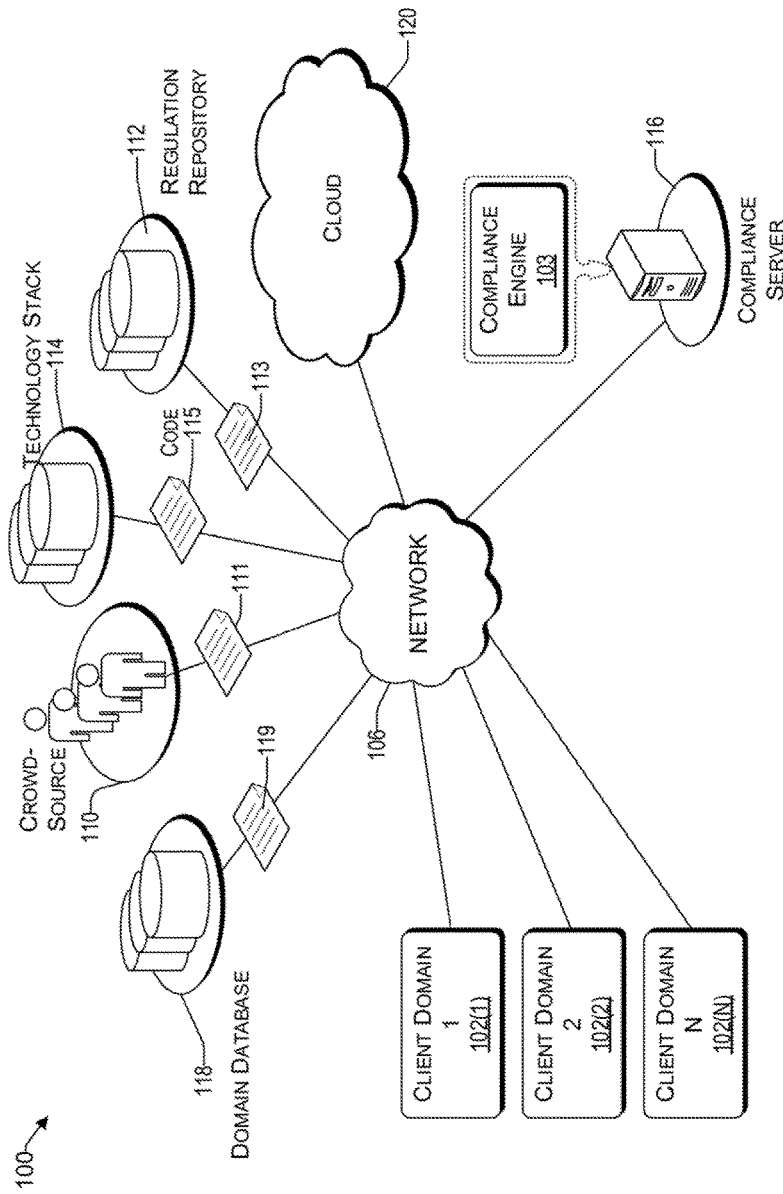 100
CROWD-
SOURCE
110
TECHNOLOGY STACK
114
112
REGULATION
REPOSITORY
118
DOMAIN DATABASE
119
111
CODE
115
113
CLOUD
120
106
NETWORK
CLIENT DOMAIN
1
102(1)
CLIENT DOMAIN
2
102(2)
CLIENT DOMAIN
N
102(N)
COMPLIANCE
ENGINE
103
116
COMPLIANCE
SERVER